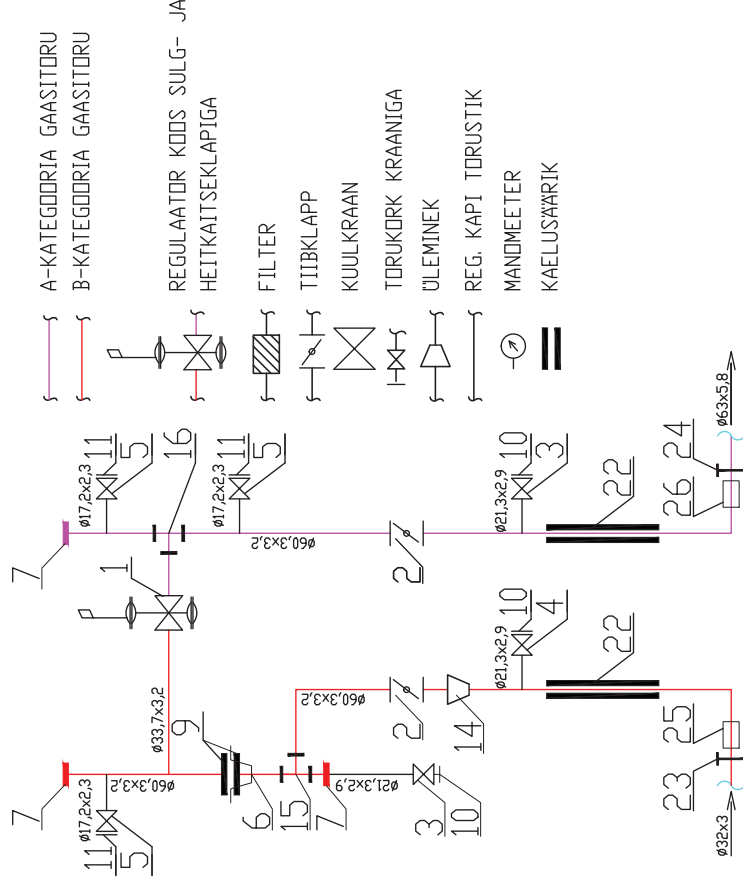 A-KATEGOORIA GAASITORU
B-KATEGOORIA GAASITORU
REGULAATOR KOOS SULG- JA
HEITKAITSEKLAPIGA
FILTER
TIIBKLAPP
KUULKRAAN
TORUKORK KRAANIGA
ÜLEMINEK
REG. KAPI TORUSTIK
MANOMEETER
KAELUSÄÄRIK
7
ø17,2x2,3
11
5
16
1
ø17,2x2,3
11
5
ø60,3x3,2
2
ø21,3x2,9
10
3
22
26
24
ø63x5,8
7
ø17,2x2,3
11
5
ø60,3x3,2
ø33,7x3,2
9
6
15
7
ø21,3x2,9
3
10
ø60,3x3,2
2
14
ø21,3x2,9
10
4
22
25
23
ø32x3